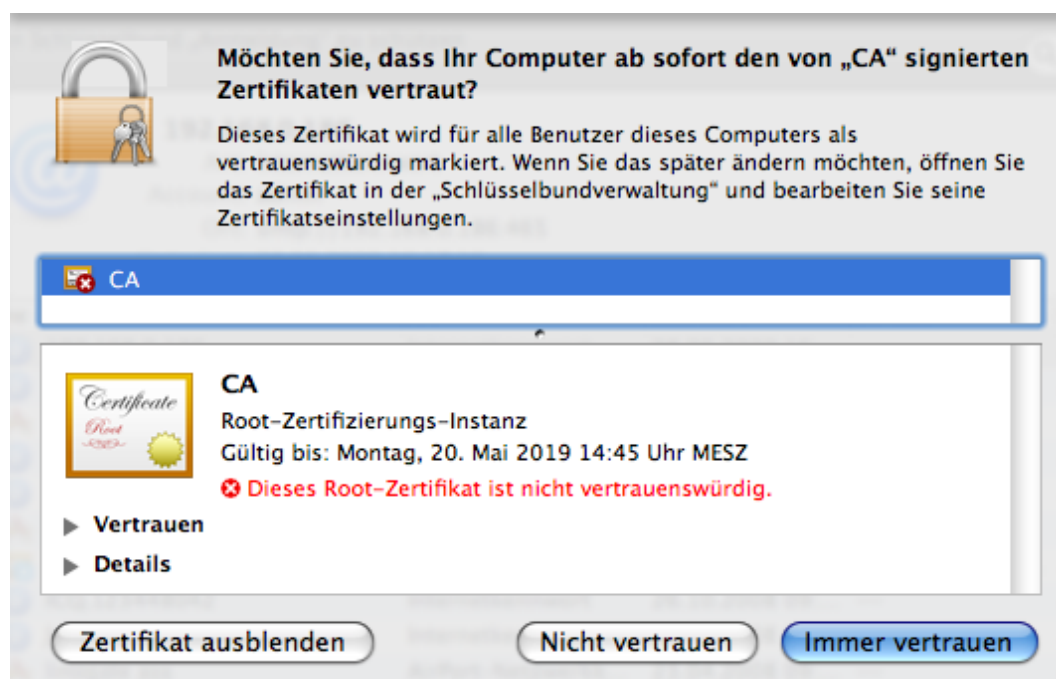 Möchten Sie, dass Ihr Computer ab sofort den von „CA“ signierten
Zertifikaten vertraut?
Dieses Zertifikat wird für alle Benutzer dieses Computers als
vertrauenswürdig markiert. Wenn Sie das später ändern möchten, öffnen Sie
das Zertifikat in der „Schlüsselbundverwaltung“ und bearbeiten Sie seine
Zertifikatseinstellungen.
CA
Certificate
Root
CA
Root-Zertifizierungs-Instanz
Gültig bis: Montag, 20. Mai 2019 14:45 Uhr MESZ
Dieses Root-Zertifikat ist nicht vertrauenswürdig.
Vertrauen
Details
Zertifikat ausblenden
Nicht vertrauen
Immer vertrauen